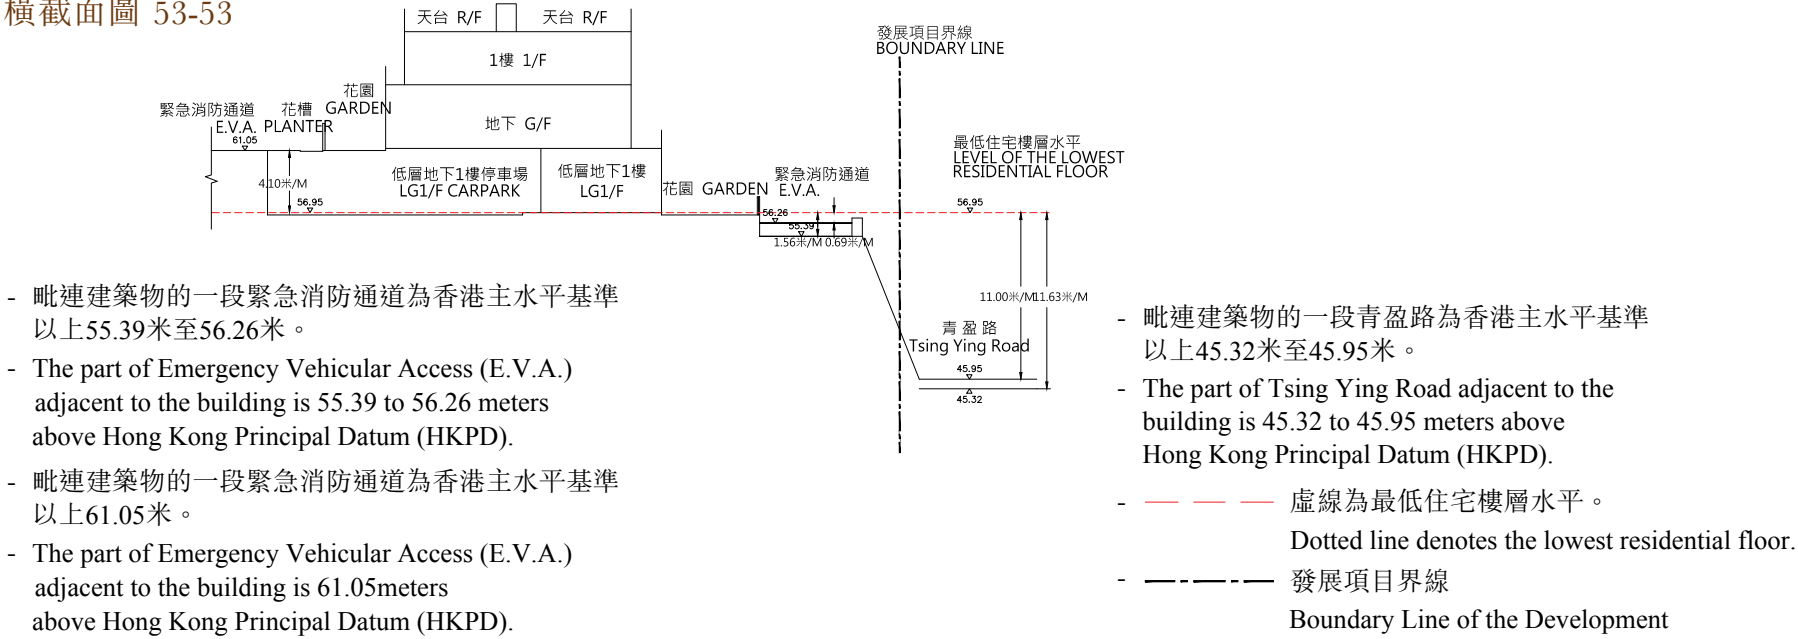 橫截面圖 53-53
天台 R/F
天台 R/F
1樓 1/F
地下 G/F
花園
GARDEN
緊急消防通道
E.V.A.
61.05
花槽
PLANTER
4.10米/M
56.95
低層地下1樓停車場
LG1/F CARPARK
低層地下1樓
LG1/F
花園 GARDEN
緊急消防通道
E.V.A.
56.26
55.39
1.56米/M
0.69米/M
發展項目界線
BOUNDARY LINE
最低住宅樓層水平
LEVEL OF THE LOWEST
RESIDENTIAL FLOOR
56.95
11.00米/M
11.63米/M
青盈路
Tsing Ying Road
45.95
45.32
- 毗連建築物的一段緊急消防通道為香港主水平基準
以上55.39米至56.26米。
- The part of Emergency Vehicular Access (E.V.A.)
adjacent to the building is 55.39 to 56.26 meters
above Hong Kong Principal Datum (HKPD).
- 毗連建築物的一段緊急消防通道為香港主水平基準
以上61.05米。
- The part of Emergency Vehicular Access (E.V.A.)
adjacent to the building is 61.05meters
above Hong Kong Principal Datum (HKPD).
- 毗連建築物的一段青盈路為香港主水平基準
以上45.32米至45.95米。
- The part of Tsing Ying Road adjacent to the
building is 45.32 to 45.95 meters above
Hong Kong Principal Datum (HKPD).
- 虛線為最低住宅樓層水平。
Dotted line denotes the lowest residential floor.
- 發展項目界線
Boundary Line of the Development